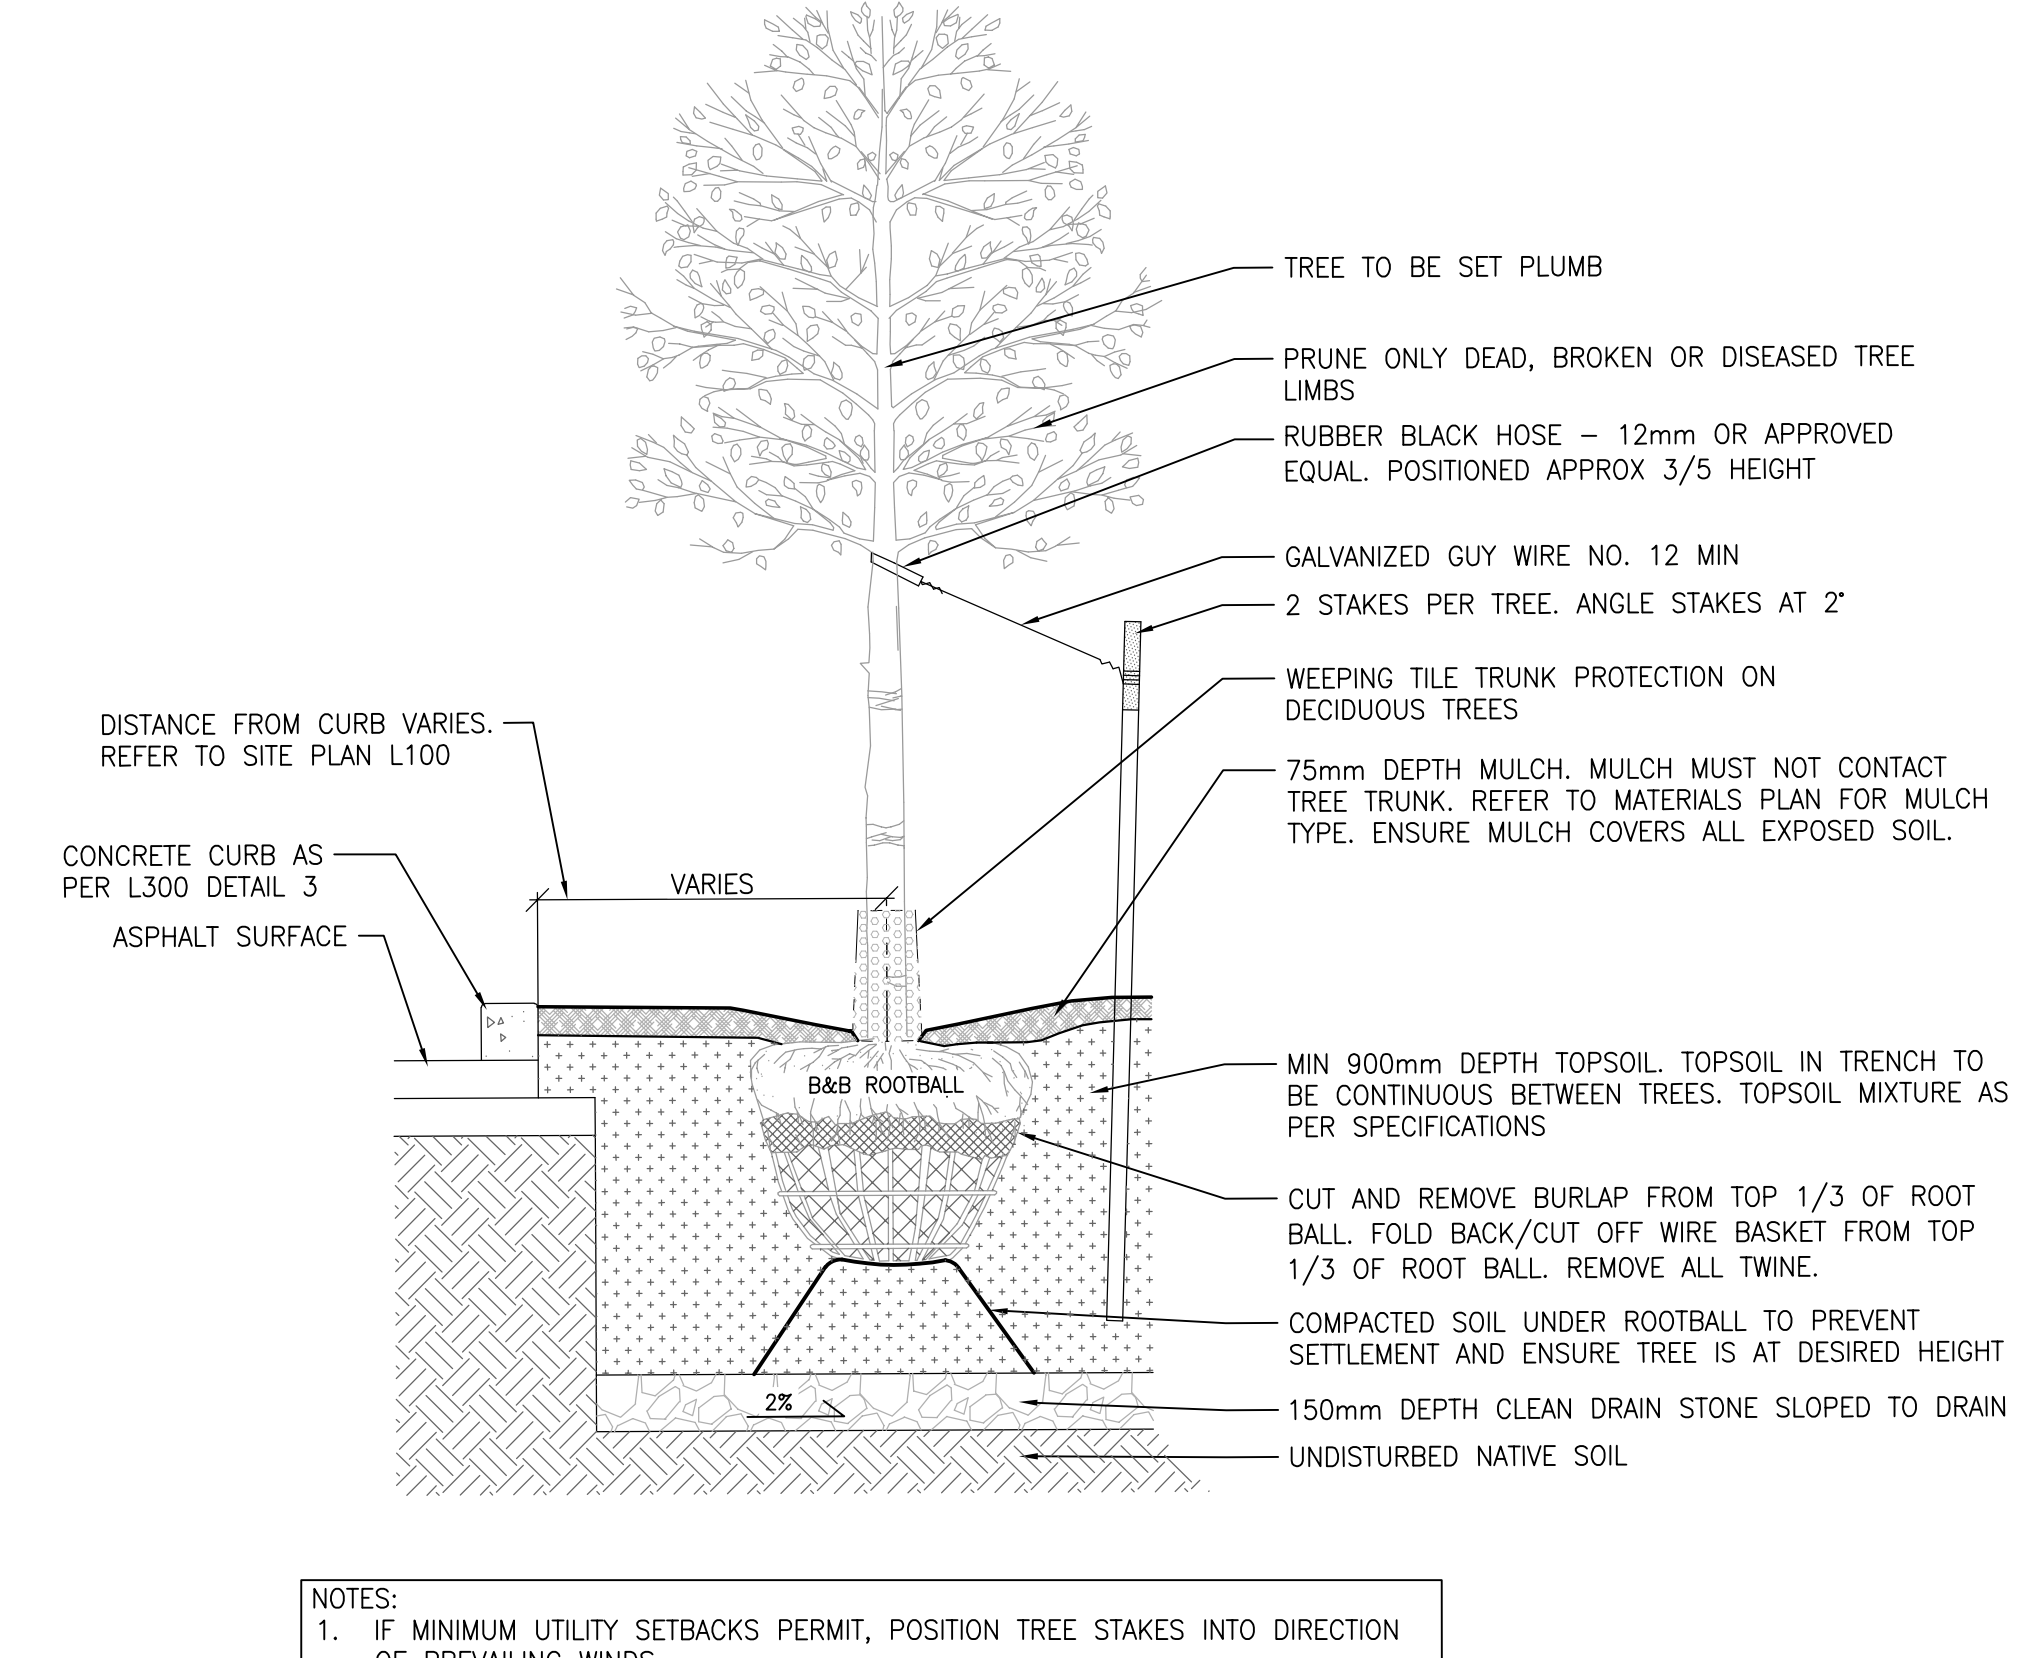 TREE TO BE SET PLUMB
PRUNE ONLY DEAD, BROKEN OR DISEASED TREE
LIMBS
RUBBER BLACK HOSE – 12mm OR APPROVED
EQUAL. POSITIONED APPROX 3/5 HEIGHT
GALVANIZED GUY WIRE NO. 12 MIN
2 STAKES PER TREE. ANGLE STAKES AT 2°
WEEPING TILE TRUNK PROTECTION ON
DECIDUOUS TREES
75mm DEPTH MULCH. MULCH MUST NOT CONTACT
TREE TRUNK. REFER TO MATERIALS PLAN FOR MULCH
TYPE. ENSURE MULCH COVERS ALL EXPOSED SOIL.
DISTANCE FROM CURB VARIES.
REFER TO SITE PLAN L100
CONCRETE CURB AS
PER L300 DETAIL 3
ASPHALT SURFACE
VARIES
B&B ROOTBALL
MIN 900mm DEPTH TOPSOIL. TOPSOIL IN TRENCH TO
BE CONTINUOUS BETWEEN TREES. TOPSOIL MIXTURE AS
PER SPECIFICATIONS
CUT AND REMOVE BURLAP FROM TOP 1/3 OF ROOT
BALL. FOLD BACK/CUT OFF WIRE BASKET FROM TOP
1/3 OF ROOT BALL. REMOVE ALL TWINE.
COMPACTED SOIL UNDER ROOTBALL TO PREVENT
SETTLEMENT AND ENSURE TREE IS AT DESIRED HEIGHT
2%
150mm DEPTH CLEAN DRAIN STONE SLOPED TO DRAIN
UNDISTURBED NATIVE SOIL
NOTES:
1. IF MINIMUM UTILITY SETBACKS PERMIT, POSITION TREE STAKES INTO DIRECTION
OF PREVAILING WINDS